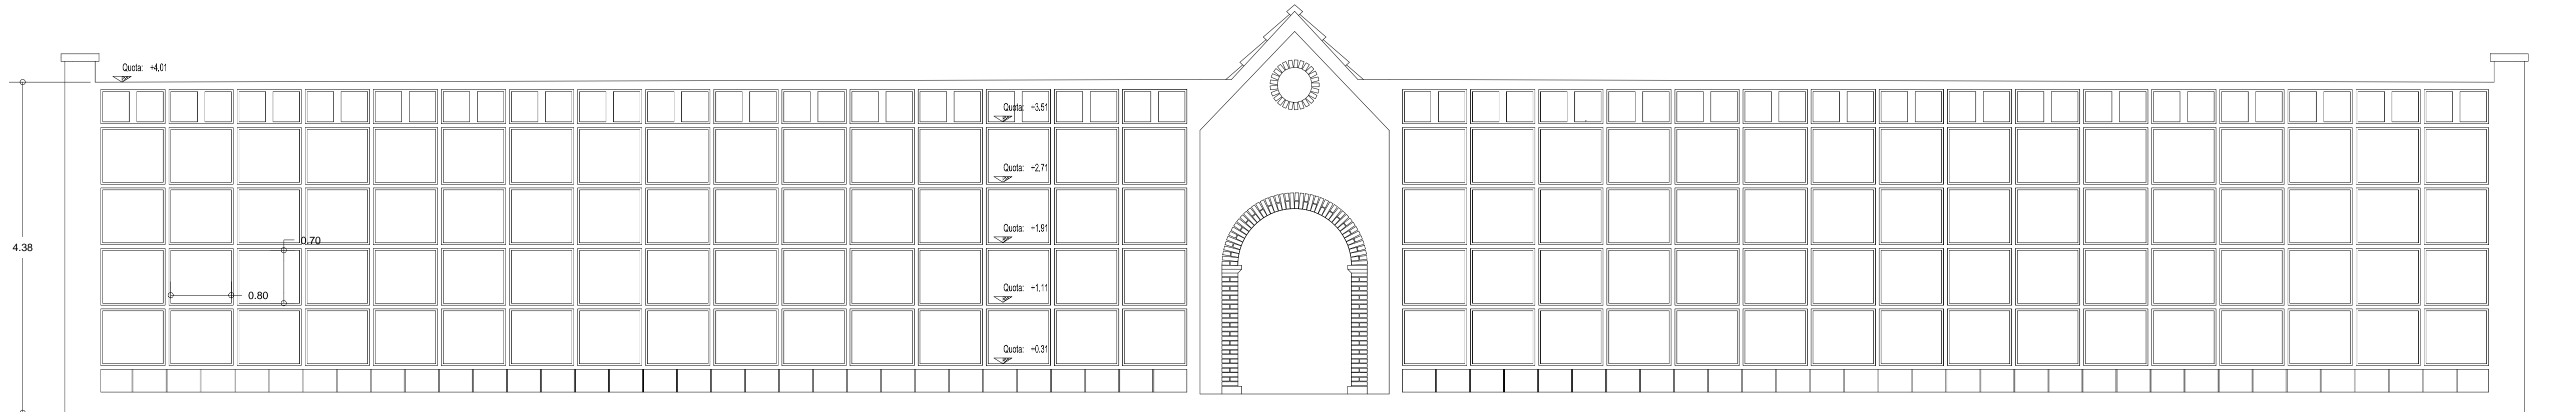 Quota: +4,01
Quota: +3,51
Quota: +2,71
Quota: +1,91
0.70
4.38
Quota: +1,11
0.80
Quota: +0.31